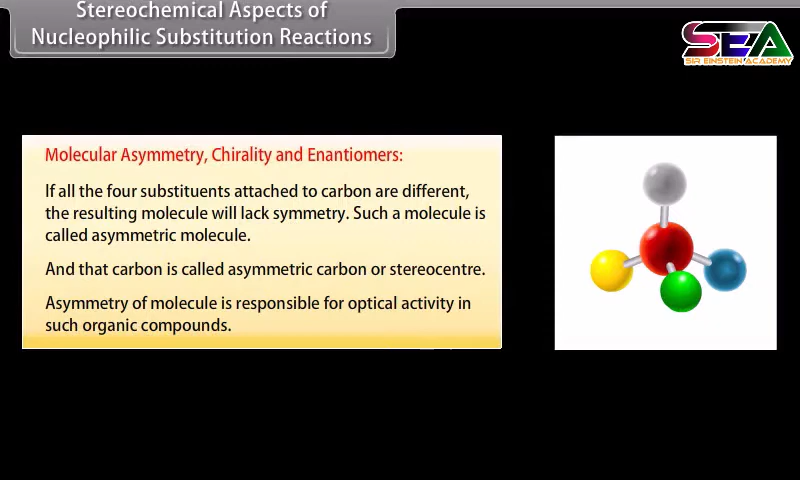 Stereochemical Aspects of
Nucleophilic Substitution Reactions
SEA
SIR EINSTEIN ACADEMY
Molecular Asymmetry, Chirality and Enantiomers:
If all the four substituents attached to carbon are different,
the resulting molecule will lack symmetry. Such a molecule is
called asymmetric molecule.
And that carbon is called asymmetric carbon or stereocentre.
Asymmetry of molecule is responsible for optical activity in
such organic compounds.